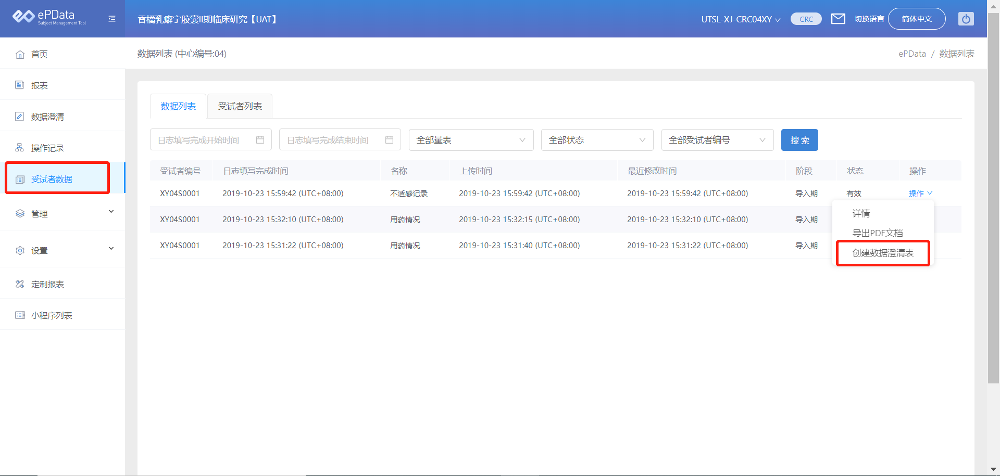 ePData
Subject Management Tool
香橘乳癖宁胶囊II期临床研究【UAT】
UTSL-XJ-CRC04XY
CRC
切换语言
简体中文
首页
报表
数据澄清
操作记录
受试者数据
管理
设置
定制报表
小程序列表
数据列表 (中心编号:04)
ePData / 数据列表
数据列表 受试者列表
日志填写完成开始时间 日志填写完成结束时间 全部量表 全部状态 全部受试者编号 搜 索
受试者编号 日志填写完成时间 名称 上传时间 最近修改时间 阶段 状态 操作
XY04S0001 2019-10-23 15:59:42 (UTC+08:00) 不适感记录 2019-10-23 15:59:42 (UTC+08:00) 2019-10-23 15:59:42 (UTC+08:00) 导入期 有效 操作
XY04S0001 2019-10-23 15:32:10 (UTC+08:00) 用药情况 2019-10-23 15:32:15 (UTC+08:00) 2019-10-23 15:32:10 (UTC+08:00) 导入期
XY04S0001 2019-10-23 15:31:22 (UTC+08:00) 用药情况 2019-10-23 15:31:40 (UTC+08:00) 2019-10-23 15:31:22 (UTC+08:00) 导入期
详情
导出PDF文档
创建数据澄清表